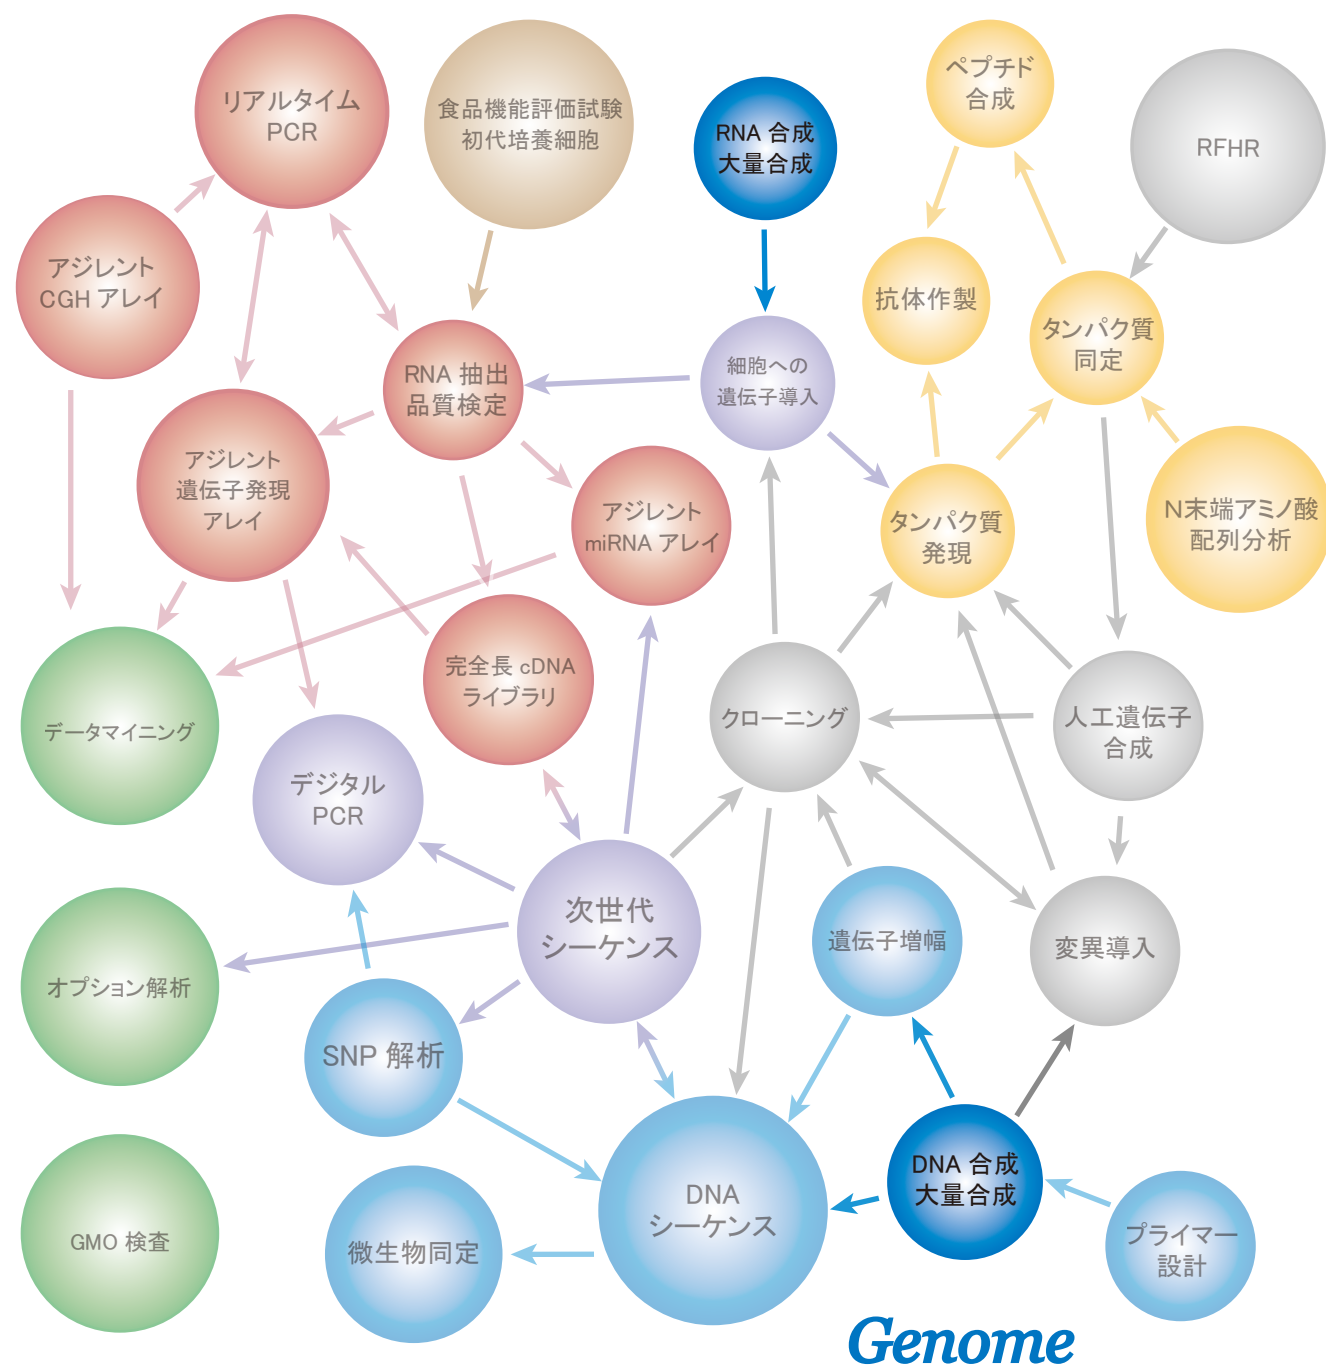 リアルタイム
PCR
食品機能評価試験
初代培養細胞
RNA 合成
大量合成
ペプチド
合成
RFHR
アジレント
CGH アレイ
抗体作製
タンパク質
同定
RNA 抽出
品質検定
細胞への
遺伝子導入
アジレント
遺伝子発現
アレイ
アジレント
miRNA アレイ
タンパク質
発現
N末端アミノ酸
配列分析
データマイニング
完全長 cDNA
ライブラリ
クローニング
人工遺伝子
合成
デジタル
PCR
次世代
シーケンス
遺伝子増幅
変異導入
オプション解析
SNP 解析
DNA 合成
大量合成
GMO 検査
微生物同定
DNA
シーケンス
プライマー
設計
Genome